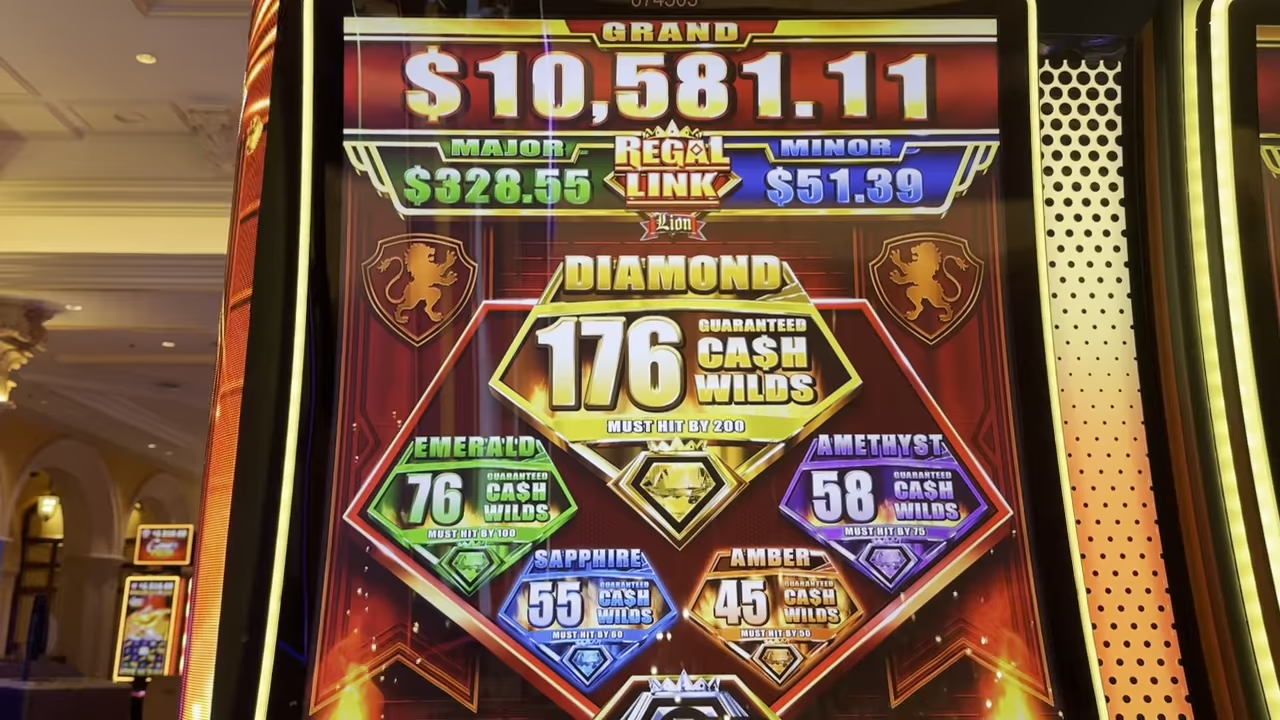 GRAND
$10,581.11
MAJOR
$328.55
REGAL
LINK
Lion
MINOR
$51.39
DIAMOND
176
GUARANTEED
CA$H
WILDS
MUST HIT BY 200
EMERALD
76
GUARANTEED
CA$H
WILDS
MUST HIT BY 100
AMETHYST
58
GUARANTEED
CA$H
WILDS
MUST HIT BY 75
SAPPHIRE
55
GUARANTEED
CA$H
WILDS
MUST HIT BY 60
AMBER
45
GUARANTEED
CA$H
WILDS
MUST HIT BY 50